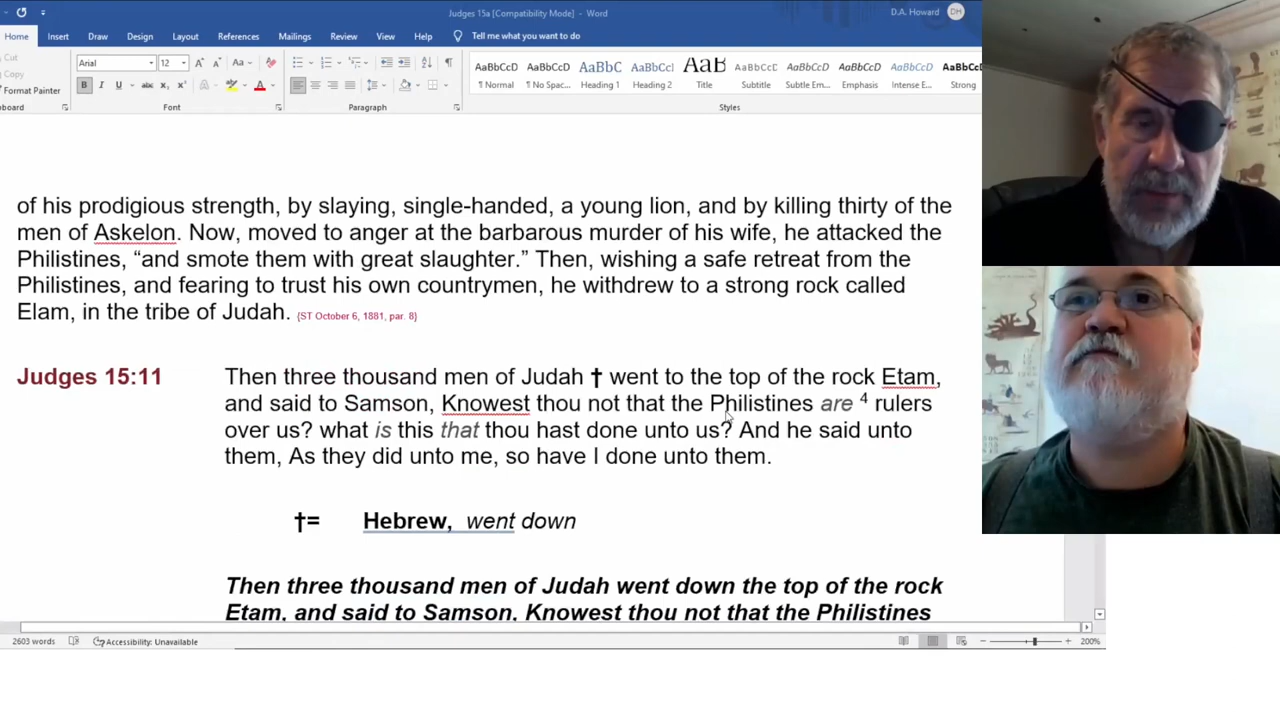 Judges 15a [Compatibility Mode] - Word D.A. Howard DH
Home Insert Draw Design Layout References Mailings Review View Help Tell me what you want to do
Cut
Copy
Format Painter
Arial 12 Aa
B I U abc x₂ x² A
AaBbCcD AaBbCcD AaBbC AaBbCcI AaB AaBbCcD AaBbCcD AaBbCcD AaBbCcD AaBbCcD
¶ Normal ¶ No Spac... Heading 1 Heading 2 Title Subtitle Subtle Em... Emphasis Intense E... Strong
board Font Paragraph Styles
of his prodigious strength, by slaying, single-handed, a young lion, and by killing thirty of the
men of Askelon. Now, moved to anger at the barbarous murder of his wife, he attacked the
Philistines, “and smote them with great slaughter.” Then, wishing a safe retreat from the
Philistines, and fearing to trust his own countrymen, he withdrew to a strong rock called
Elam, in the tribe of Judah. {ST October 6, 1881, par. 8}
Judges 15:11 Then three thousand men of Judah † went to the top of the rock Etam,
and said to Samson, Knowest thou not that the Philistines are ⁴ rulers
over us? what is this that thou hast done unto us? And he said unto
them, As they did unto me, so have I done unto them.
†= Hebrew, went down
Then three thousand men of Judah went down the top of the rock
Etam, and said to Samson, Knowest thou not that the Philistines
2603 words Accessibility: Unavailable 200%